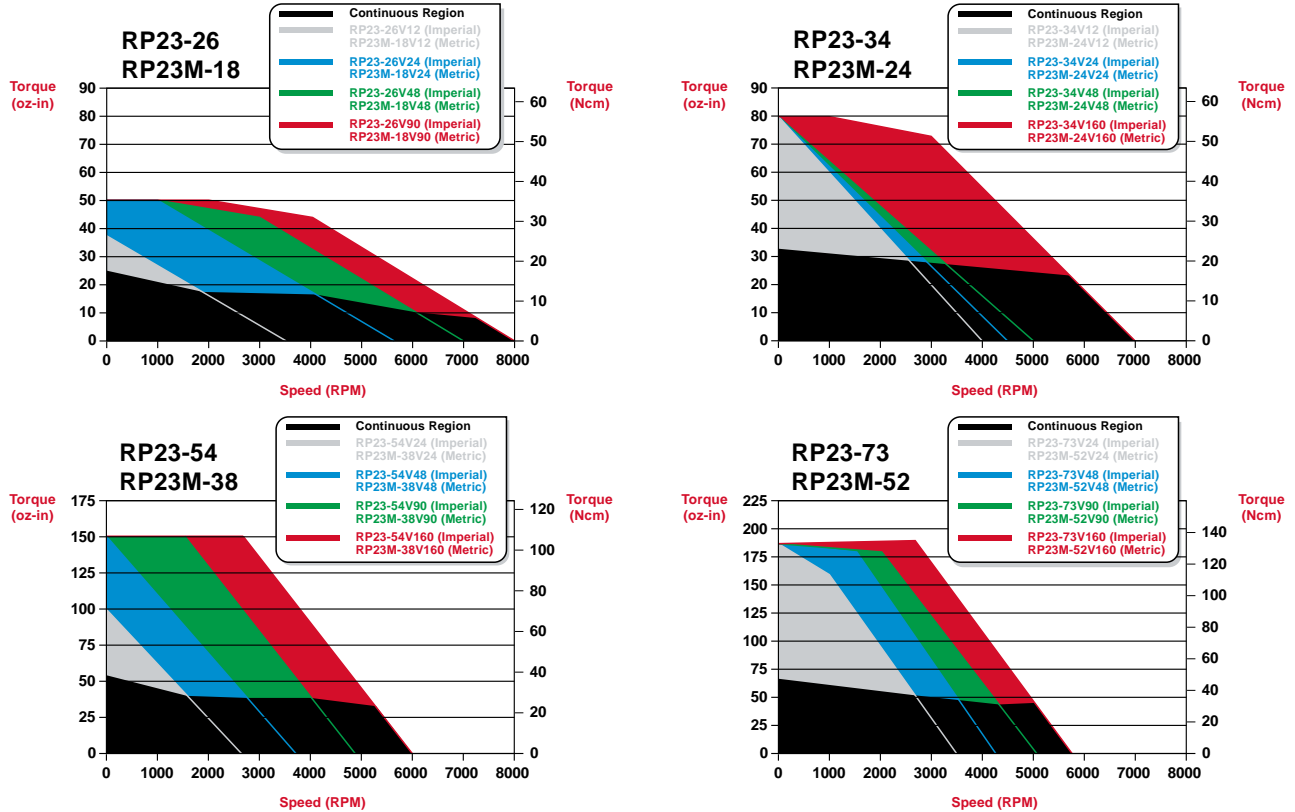 RP23-26
RP23M-18
Continuous Region
RP23-26V12 (Imperial)
RP23M-18V12 (Metric)
RP23-26V24 (Imperial)
RP23M-18V24 (Metric)
RP23-26V48 (Imperial)
RP23M-18V48 (Metric)
RP23-26V90 (Imperial)
RP23M-18V90 (Metric)
Torque
(oz-in)
Torque
(Ncm)
90
80
70
60
50
40
30
20
10
0
60
50
40
30
20
10
0
0 1000 2000 3000 4000 5000 6000 7000 8000
Speed (RPM)
RP23-34
RP23M-24
Continuous Region
RP23-34V12 (Imperial)
RP23M-24V12 (Metric)
RP23-34V24 (Imperial)
RP23M-24V24 (Metric)
RP23-34V48 (Imperial)
RP23M-24V48 (Metric)
RP23-34V160 (Imperial)
RP23M-24V160 (Metric)
Torque
(oz-in)
Torque
(Ncm)
90
80
70
60
50
40
30
20
10
0
60
50
40
30
20
10
0
0 1000 2000 3000 4000 5000 6000 7000 8000
Speed (RPM)
RP23-54
RP23M-38
Continuous Region
RP23-54V24 (Imperial)
RP23M-38V24 (Metric)
RP23-54V48 (Imperial)
RP23M-38V48 (Metric)
RP23-54V90 (Imperial)
RP23M-38V90 (Metric)
RP23-54V160 (Imperial)
RP23M-38V160 (Metric)
Torque
(oz-in)
Torque
(Ncm)
175
150
125
100
75
50
25
0
120
100
80
60
40
20
0
0 1000 2000 3000 4000 5000 6000 7000 8000
Speed (RPM)
RP23-73
RP23M-52
Continuous Region
RP23-73V24 (Imperial)
RP23M-52V24 (Metric)
RP23-73V48 (Imperial)
RP23M-52V48 (Metric)
RP23-73V90 (Imperial)
RP23M-52V90 (Metric)
RP23-73V160 (Imperial)
RP23M-52V160 (Metric)
Torque
(oz-in)
Torque
(Ncm)
225
200
175
150
125
100
75
50
25
0
140
120
100
80
60
40
20
0
0 1000 2000 3000 4000 5000 6000 7000 8000
Speed (RPM)